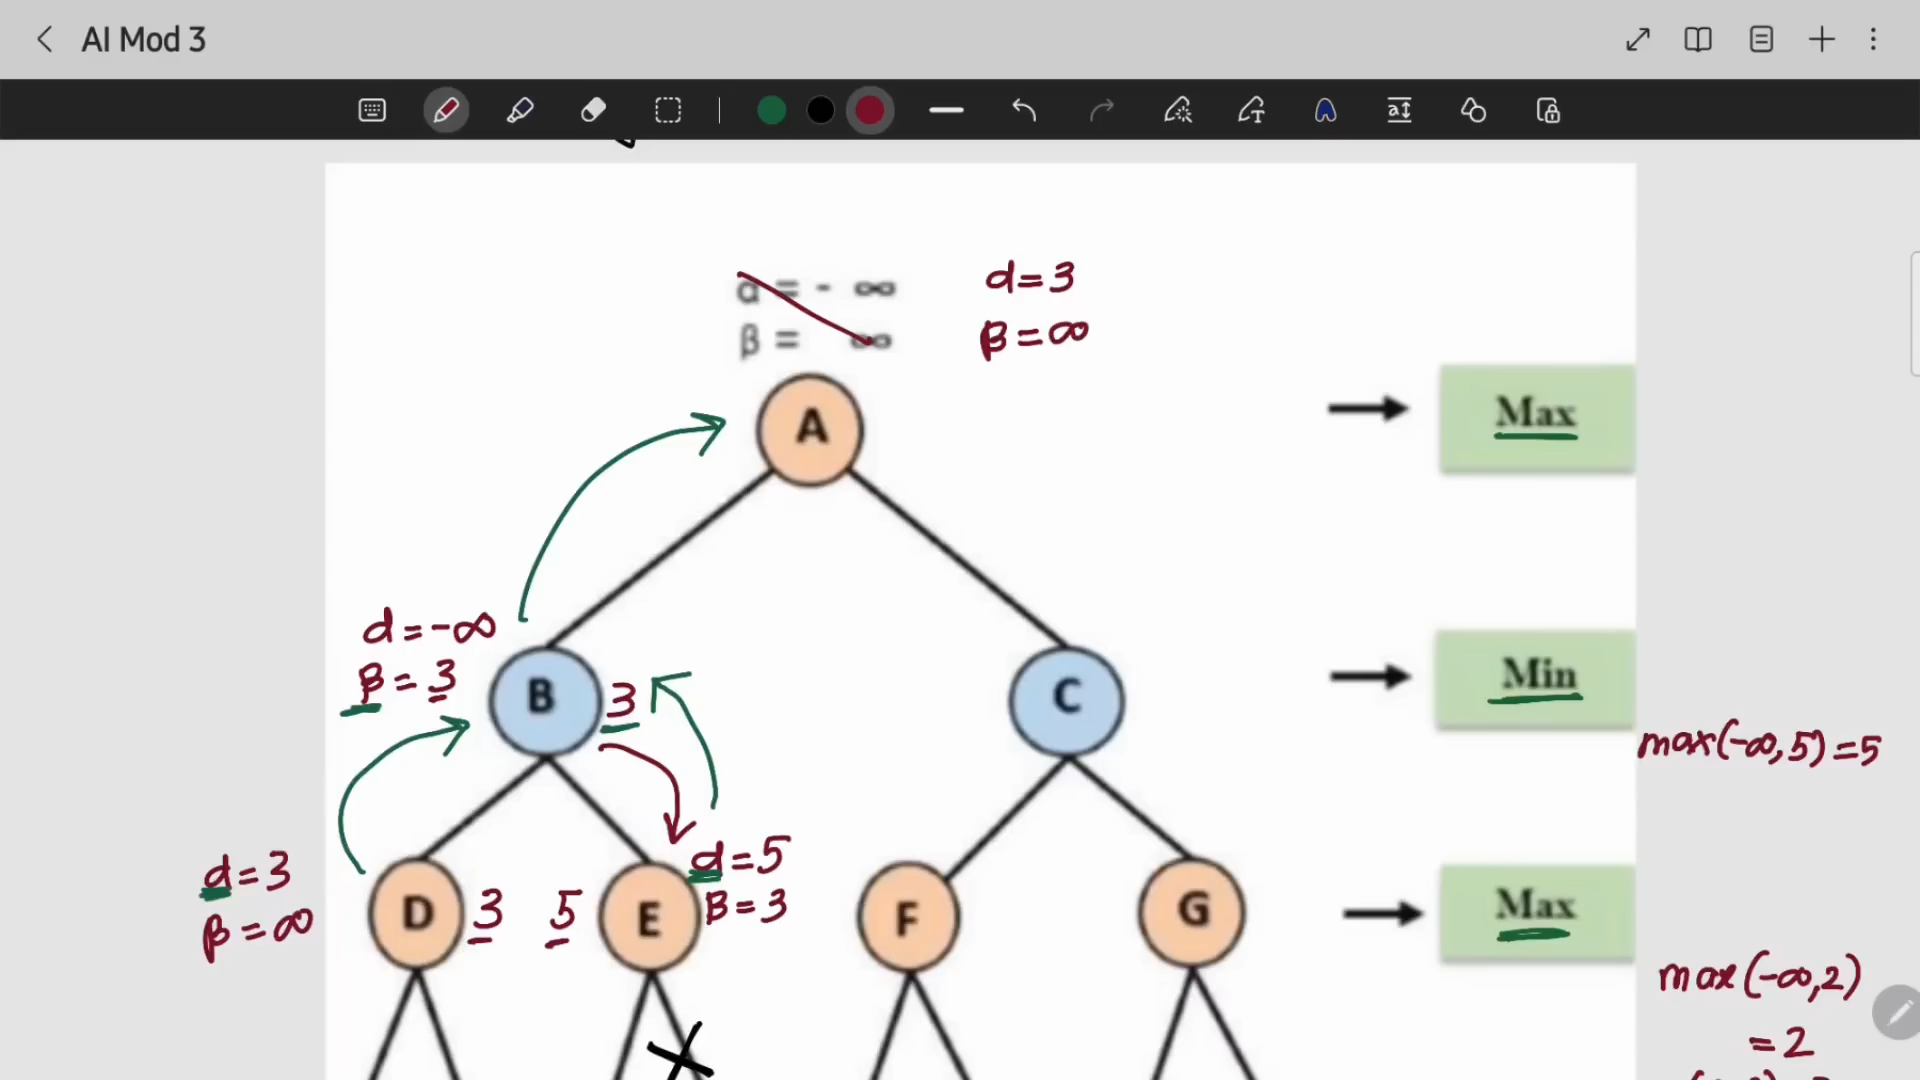 AI Mod 3
α = - ∞
β = ∞
α = 3
β = ∞
A
Max
α = -∞
β = 3
B
3
C
Min
max(-∞, 5) = 5
α = 3
β = ∞
D
3
5
E
α = 5
β = 3
F
G
Max
max(-∞, 2)
= 2